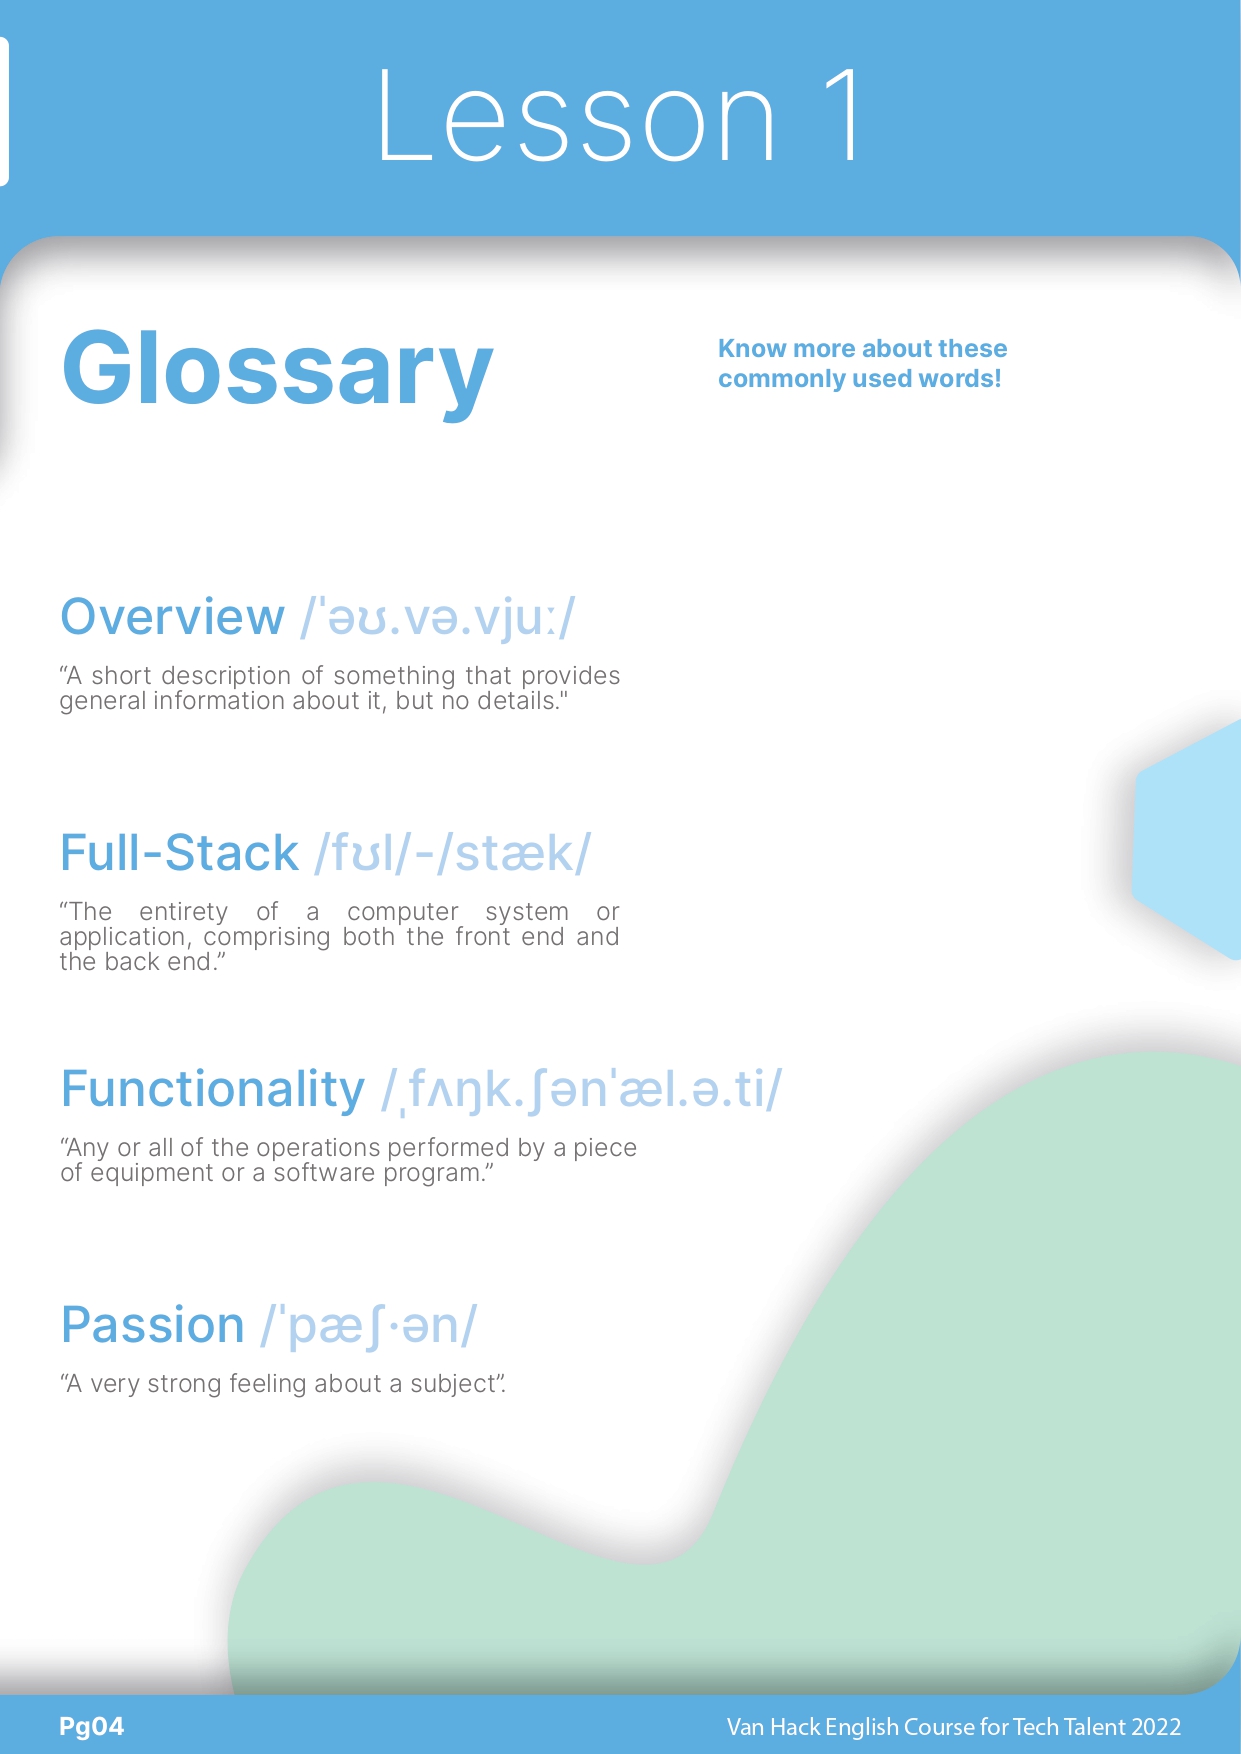 Lesson 1
Glossary
Know more about these
commonly used words!
Overview /ˈəʊ.və.vjuː/
“A short description of something that provides
general information about it, but no details."
Full-Stack /fʊl/-/stæk/
“The entirety of a computer system or
application, comprising both the front end and
the back end.”
Functionality /ˌfʌŋk.ʃənˈæl.ə.ti/
“Any or all of the operations performed by a piece
of equipment or a software program.”
Passion /ˈpæʃ·ən/
“A very strong feeling about a subject”.
Pg04
Van Hack English Course for Tech Talent 2022